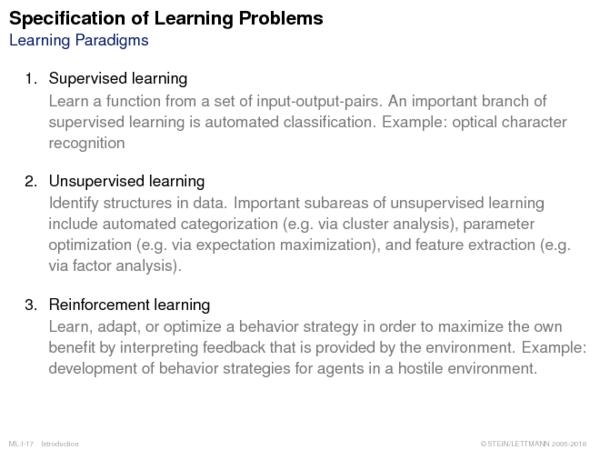 Specification of Learning Problems
Learning Paradigms
1. Supervised learning
Learn a function from a set of input-output-pairs. An important branch of
supervised learning is automated classification. Example: optical character
recognition
2. Unsupervised learning
Identify structures in data. Important subareas of unsupervised learning
include automated categorization (e.g. via cluster analysis), parameter
optimization (e.g. via expectation maximization), and feature extraction (e.g.
via factor analysis).
3. Reinforcement learning
Learn, adapt, or optimize a behavior strategy in order to maximize the own
benefit by interpreting feedback that is provided by the environment. Example:
development of behavior strategies for agents in a hostile environment.
ML:I-17 Introduction
© STEIN/LETTMANN 2005-2018